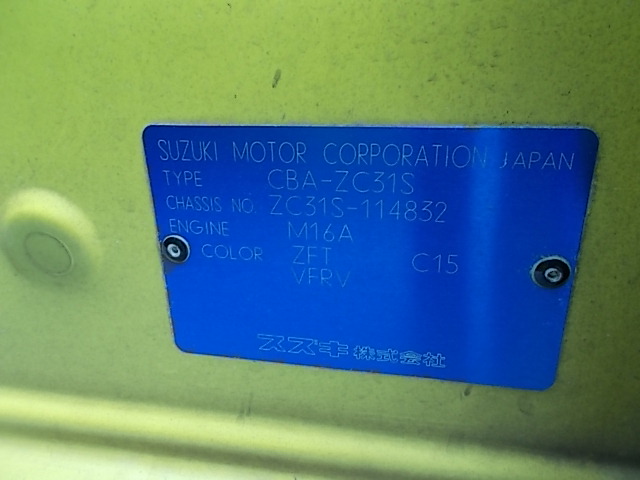 SUZUKI MOTOR CORPORATION JAPAN
TYPE CBA-ZC31S
CHASSIS NO. ZC31S-114832
ENGINE M16A
COLOR ZFT C15
VFRV
スズキ株式会社